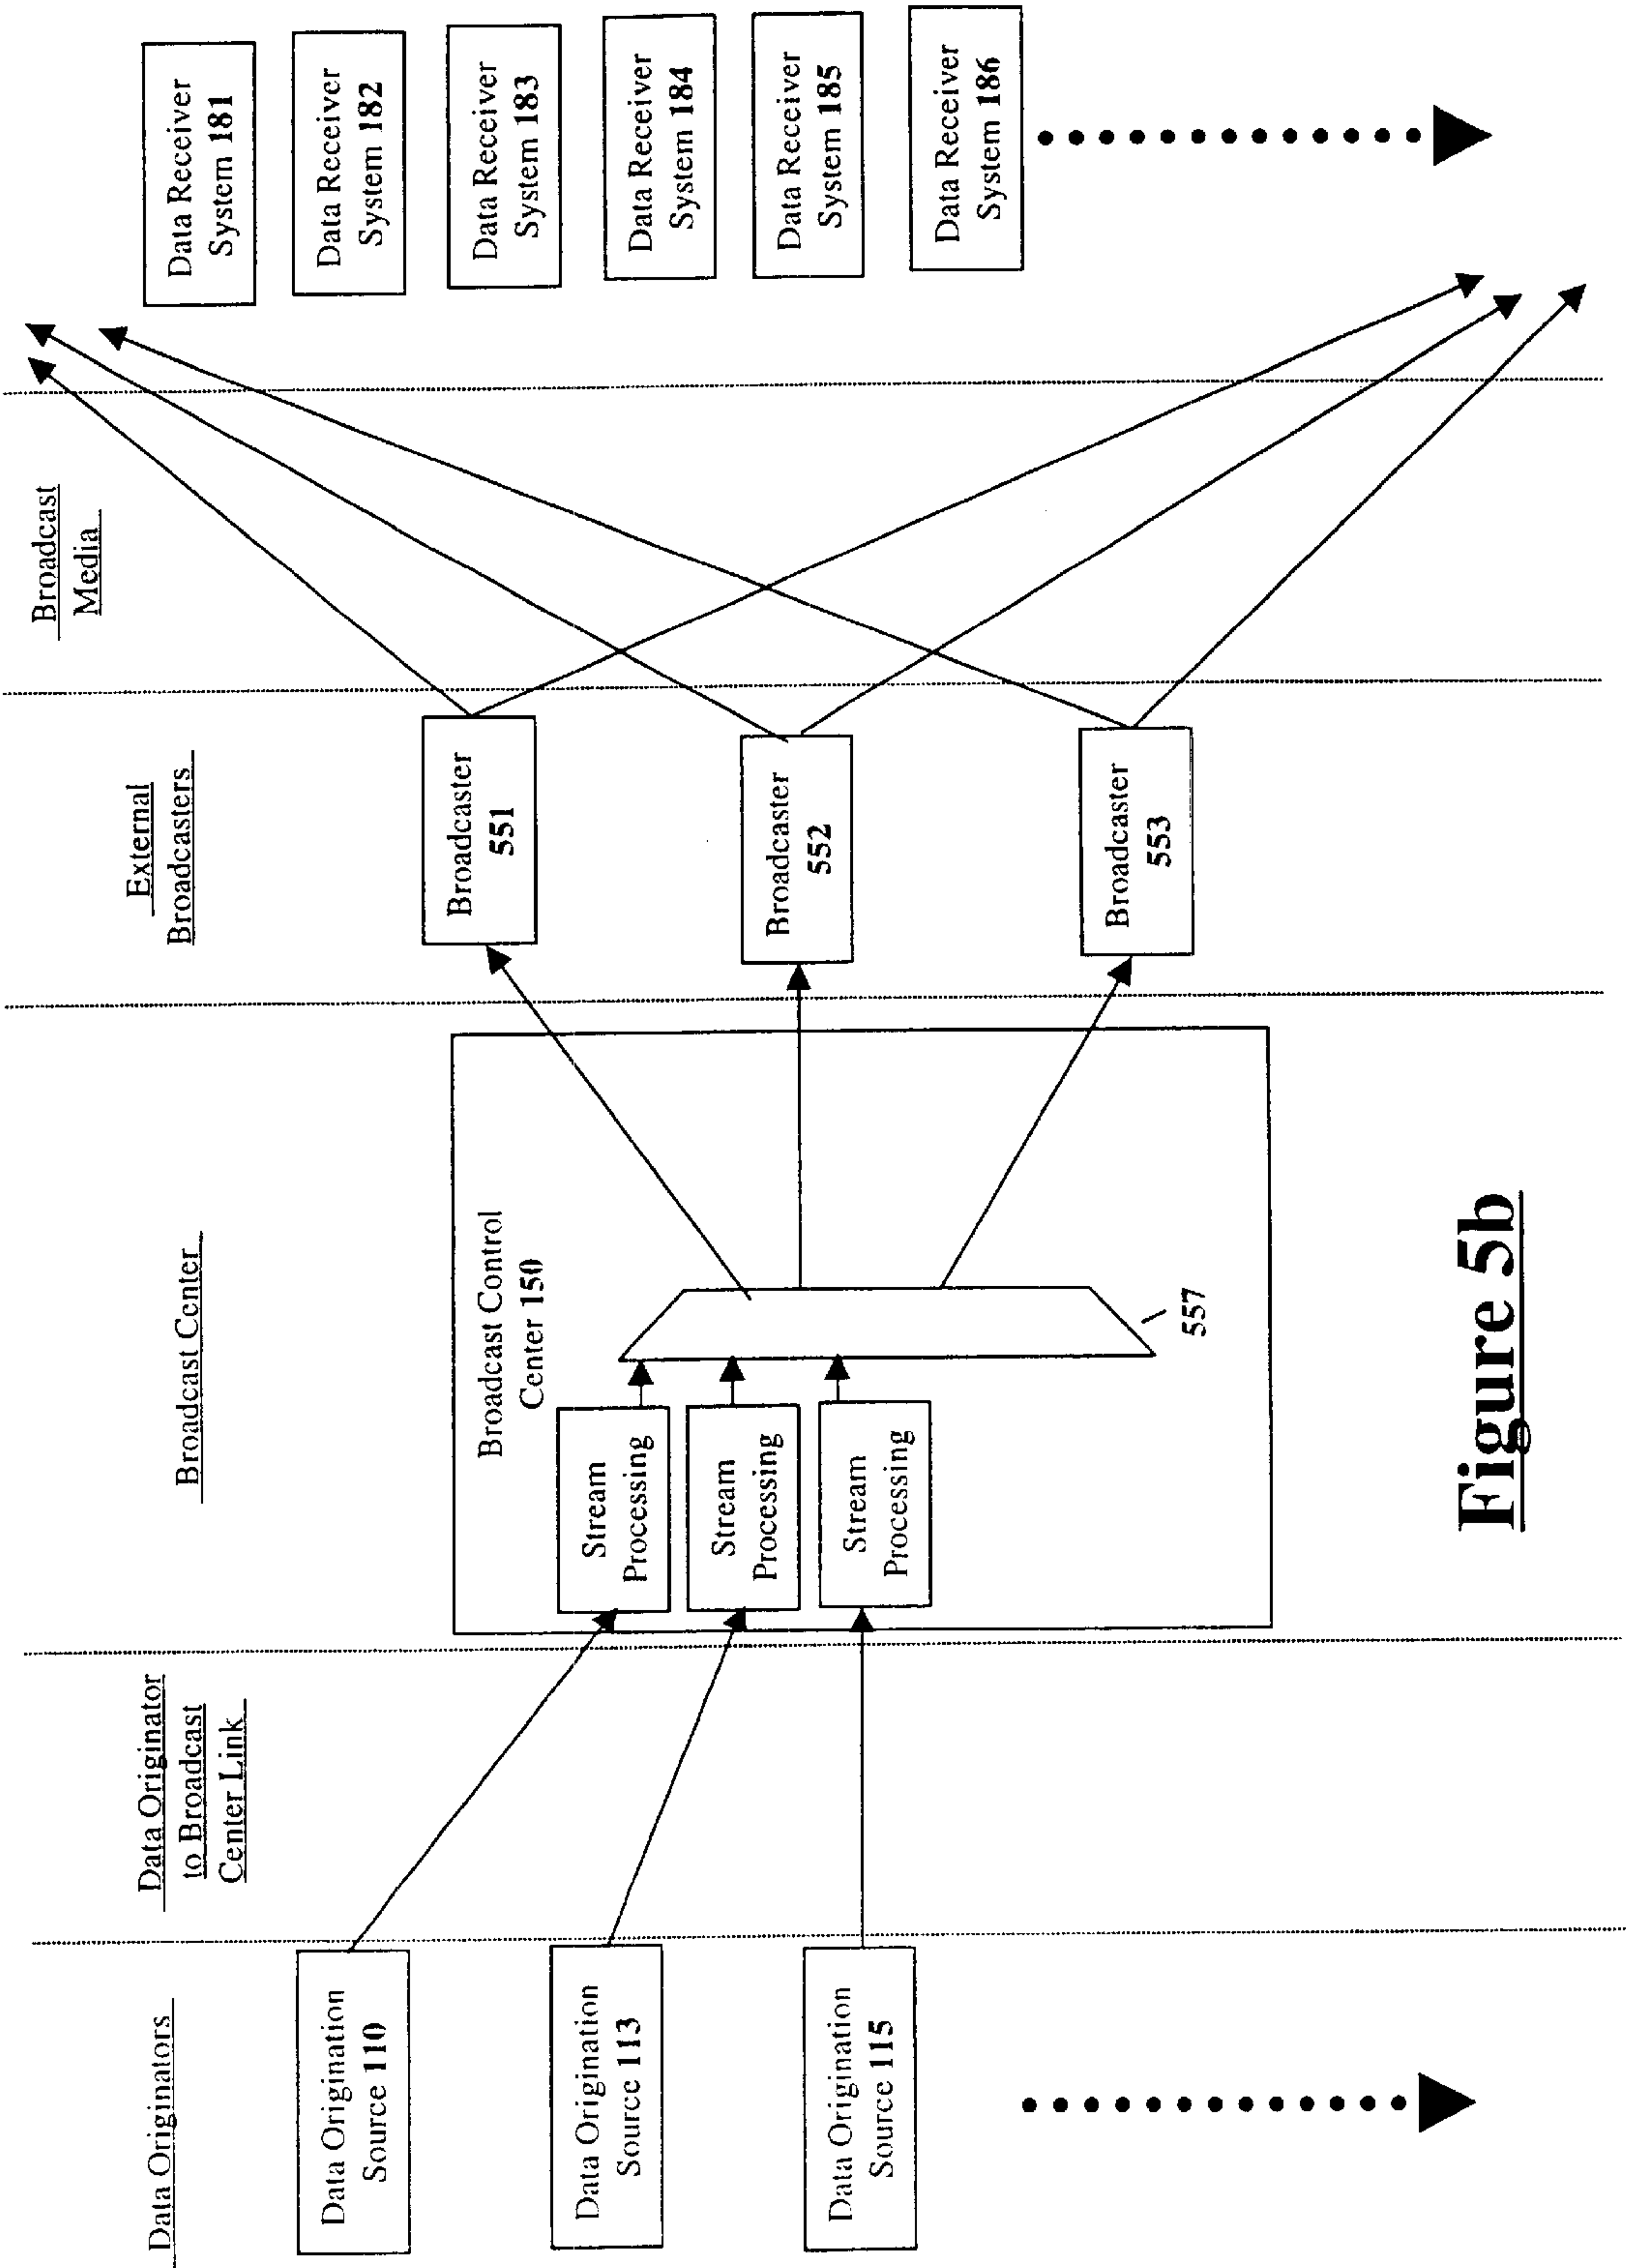 Data Originators
Data Originator
to Broadcast
Center Link
Broadcast Center
External
Broadcasters
Broadcast
Media
Data Origination
Source 110
Data Origination
Source 113
Data Origination
Source 115
Broadcast Control
Center 150
Stream
Processing
Stream
Processing
Stream
Processing
557
Broadcaster
551
Broadcaster
552
Broadcaster
553
Data Receiver
System 181
Data Receiver
System 182
Data Receiver
System 183
Data Receiver
System 184
Data Receiver
System 185
Data Receiver
System 186
Figure 5b